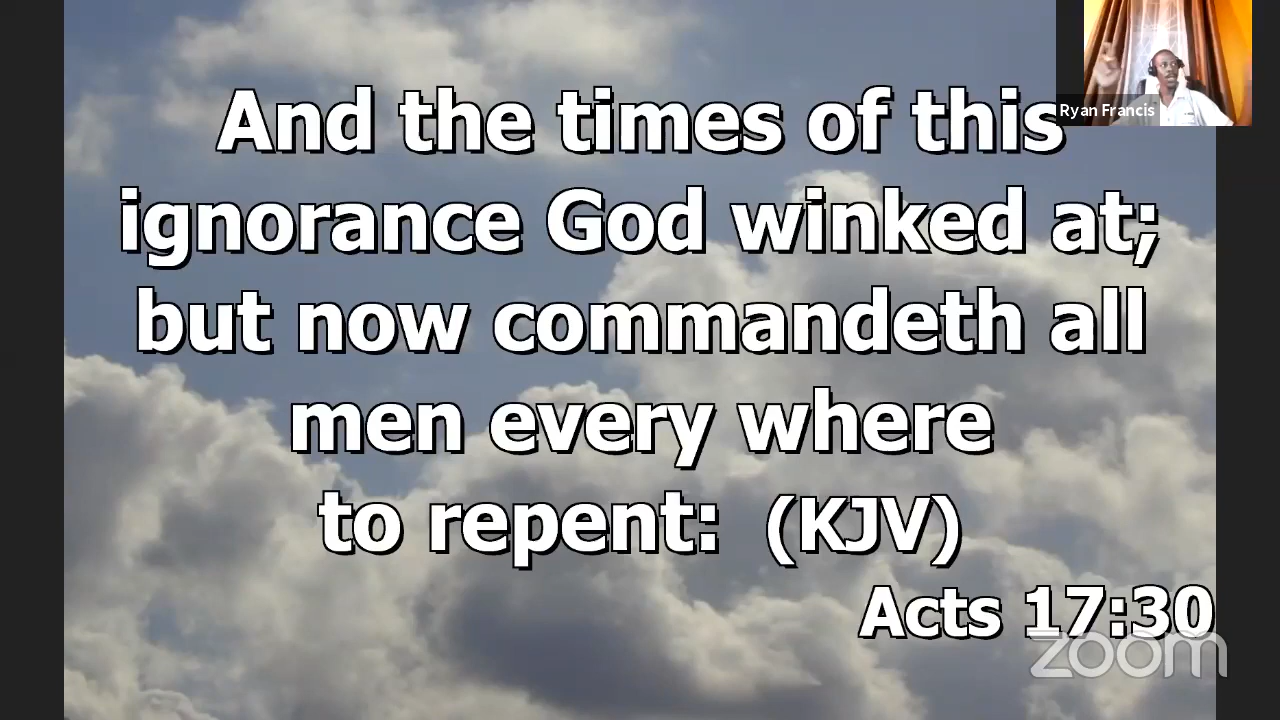 And the times of this
ignorance God winked at;
but now commandeth all
men every where
to repent: (KJV)
Acts 17:30
Ryan Francis
zoom